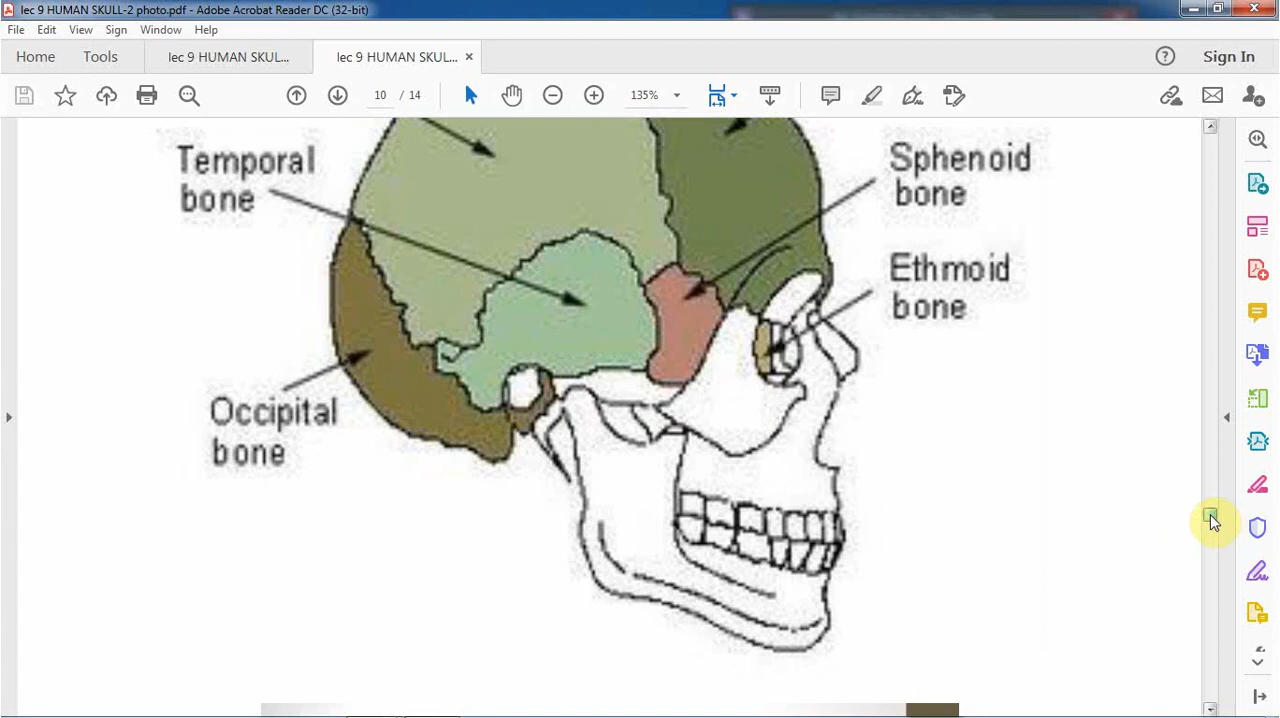 lec 9 HUMAN SKULL-2 photo.pdf - Adobe Acrobat Reader DC (32-bit)
File Edit View Sign Window Help
Home Tools lec 9 HUMAN SKUL... lec 9 HUMAN SKUL... Sign In
10 / 14 135%
Temporal
bone
Sphenoid
bone
Ethmoid
bone
Occipital
bone